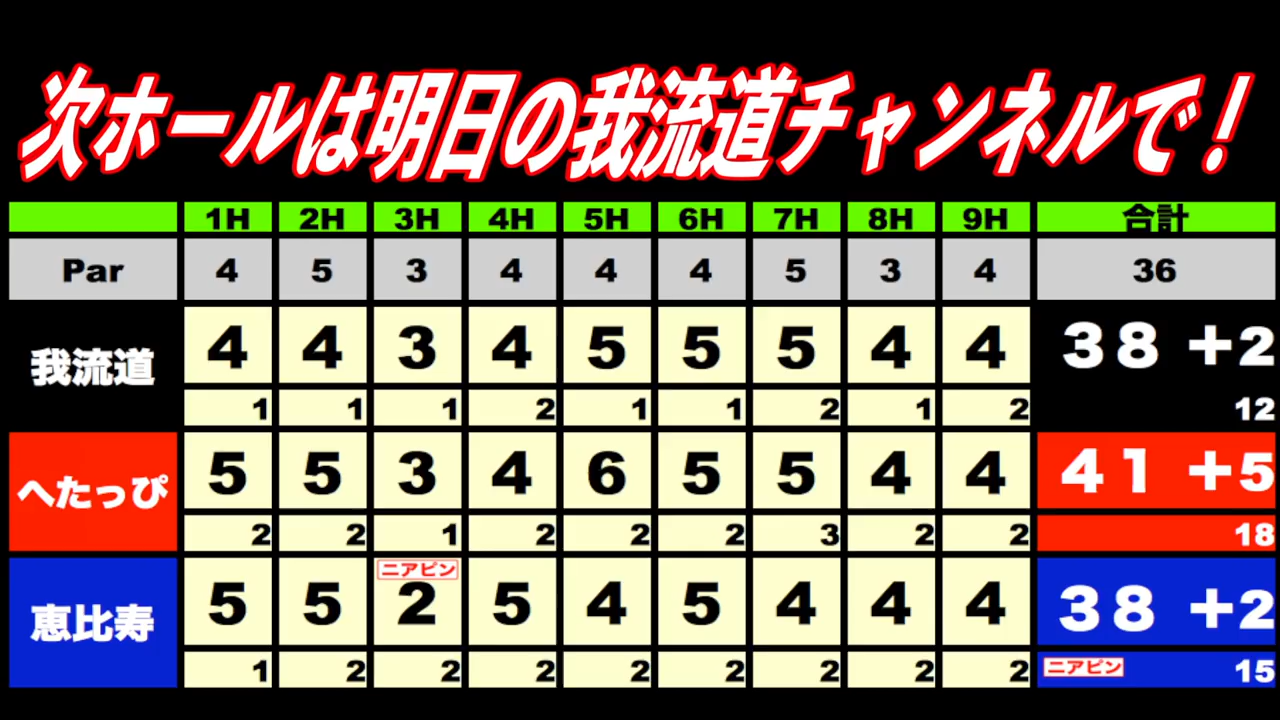 次ホールは明日の我流道チャンネルで！
1H 2H 3H 4H 5H 6H 7H 8H 9H 合計
Par 4 5 3 4 4 4 5 3 4 36
我流道 4 4 3 4 5 5 5 4 4 38 +2
1 1 1 2 1 1 2 1 2 12
へたっぴ 5 5 3 4 6 5 5 4 4 41 +5
2 2 1 2 2 2 3 2 2 18
ニアピン
恵比寿 5 5 2 5 4 5 4 4 4 38 +2
1 2 2 2 2 2 2 2 2 ニアピン 15